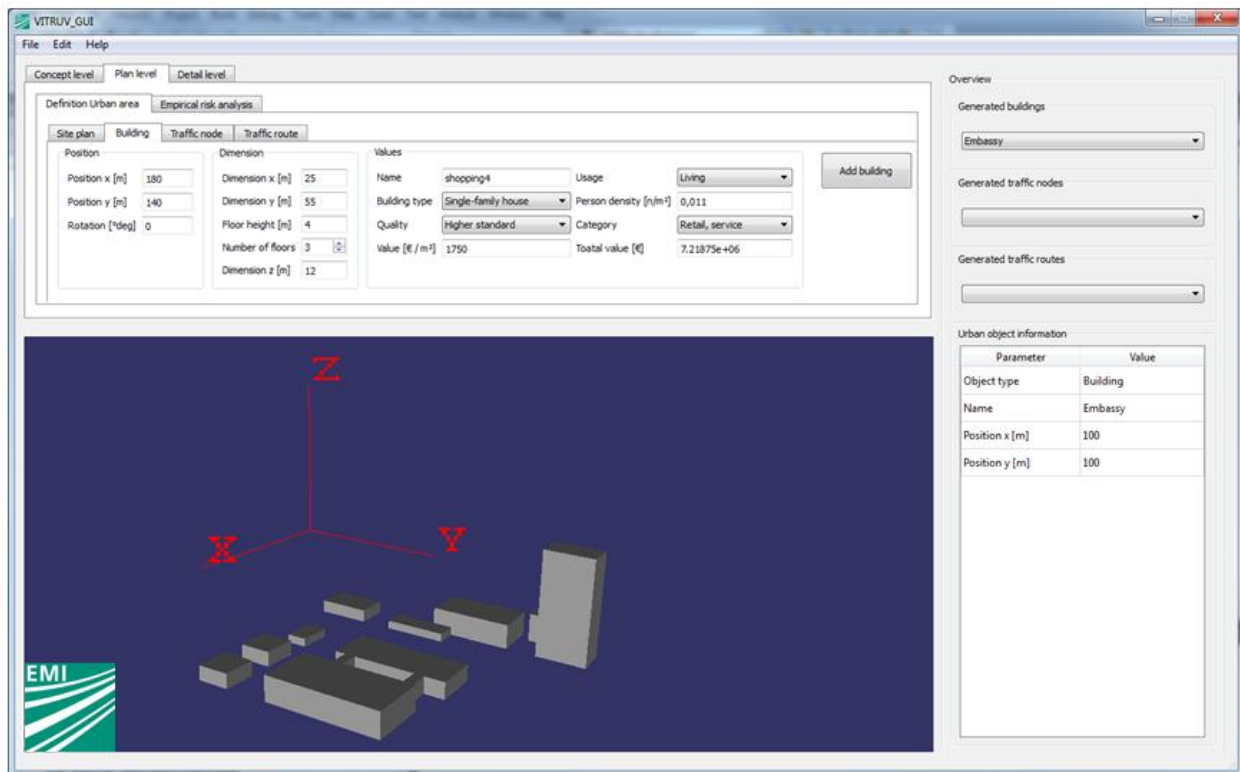 VITRUV_GUI
File Edit Help
Concept level Plan level Detail level
Definition Urban area Empirical risk analysis
Site plan Building Traffic node Traffic route
Position
Position x [m] 180
Position y [m] 140
Rotation [°deg] 0
Dimension
Dimension x [m] 25
Dimension y [m] 55
Floor height [m] 4
Number of floors 3
Dimension z [m] 12
Values
Name shopping4 Usage Living
Building type Single-family house Person density [n/m²] 0,011
Quality Higher standard Category Retail, service
Value [€ / m²] 1750 Toatal value [€] 7.21875e+06
Add building
Overview
Generated buildings
Embassy
Generated traffic nodes
Generated traffic routes
Urban object information
Parameter Value
Object type Building
Name Embassy
Position x [m] 100
Position y [m] 100
Z
X
Y
EMI